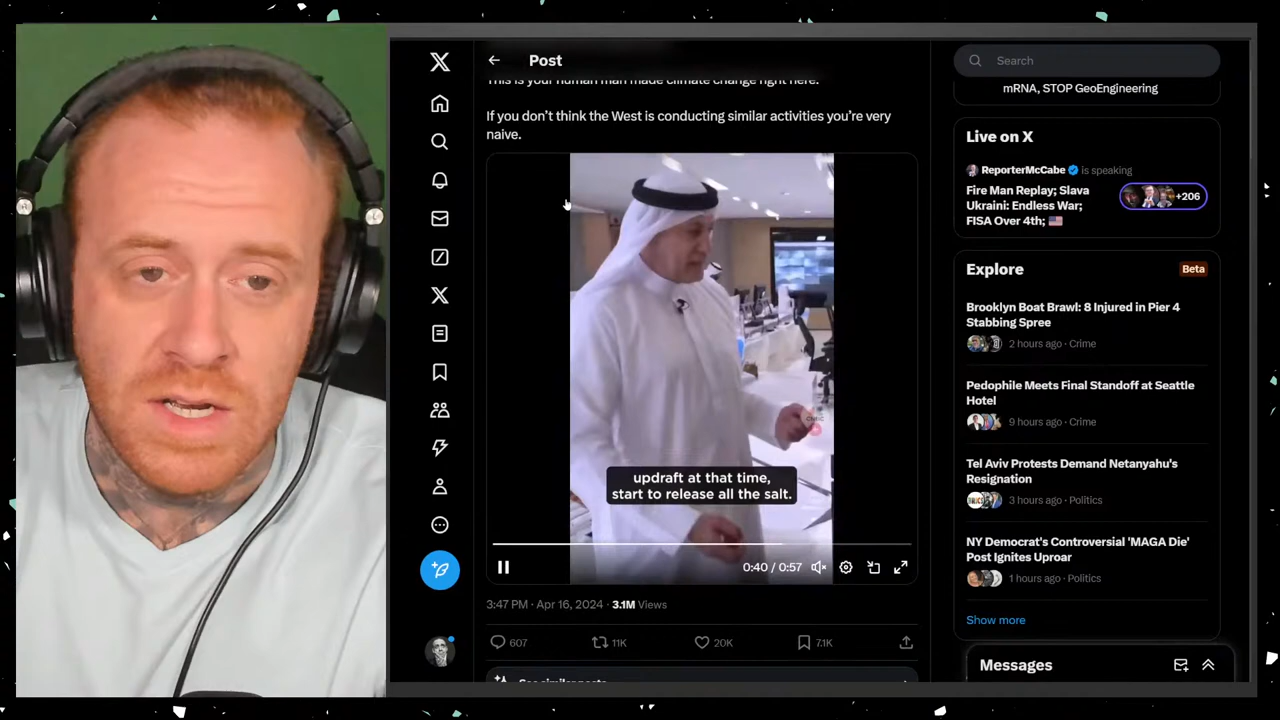 Post
Search
This is your human man made climate change right here.
mRNA, STOP GeoEngineering
If you don't think the West is conducting similar activities you're very
naive.
Live on X
ReporterMcCabe is speaking
Fire Man Replay; Slava
Ukraini: Endless War;
FISA Over 4th; 🇺🇸
+206
updraft at that time,
start to release all the salt.
0:40 / 0:57
3:47 PM · Apr 16, 2024 · 3.1M Views
607
11K
20K
7.1K
See similar posts
Explore
Beta
Brooklyn Boat Brawl: 8 Injured in Pier 4
Stabbing Spree
2 hours ago · Crime
Pedophile Meets Final Standoff at Seattle
Hotel
9 hours ago · Crime
Tel Aviv Protests Demand Netanyahu's
Resignation
3 hours ago · Politics
NY Democrat's Controversial 'MAGA Die'
Post Ignites Uproar
1 hours ago · Politics
Show more
Messages